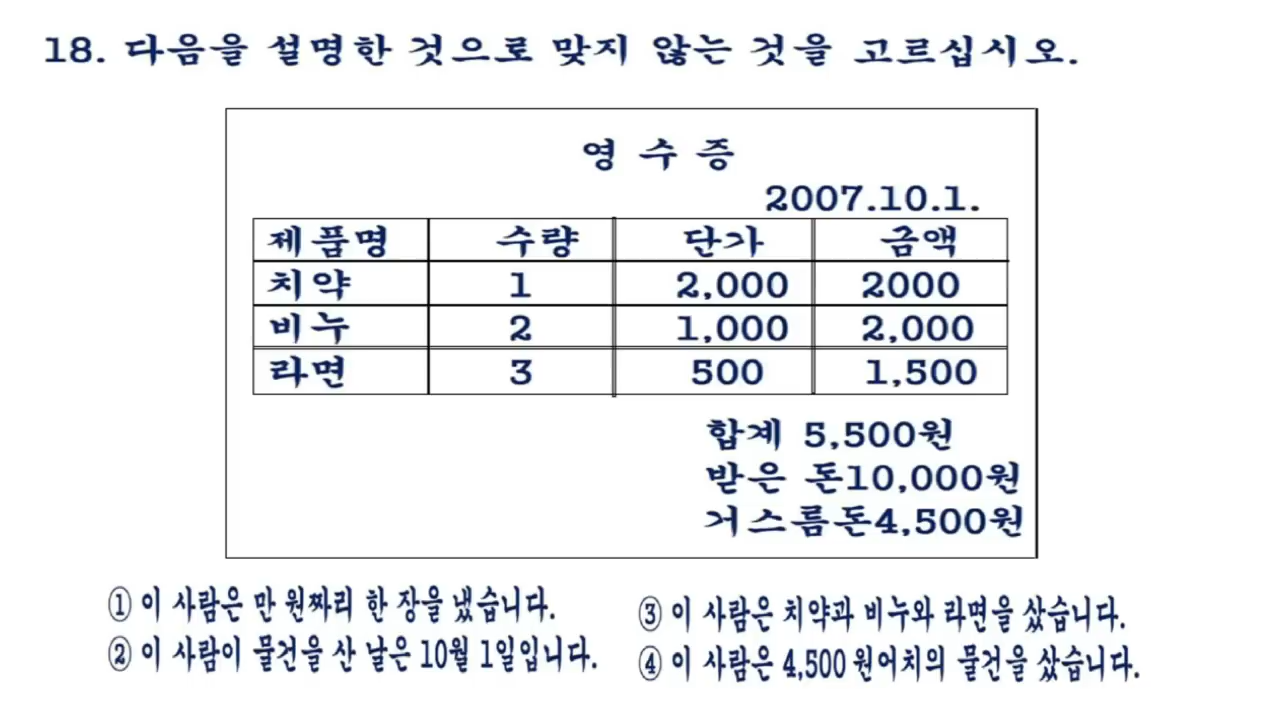 18. 다음을 설명한 것으로 맞지 않는 것을 고르십시오.
영 수 증
2007.10.1.
제품명 수량 단가 금액
치약 1 2,000 2000
비누 2 1,000 2,000
라면 3 500 1,500
합계 5,500원
받은 돈10,000원
거스름돈4,500원
① 이 사람은 만 원짜리 한 장을 냈습니다.
② 이 사람이 물건을 산 날은 10월 1일입니다.
③ 이 사람은 치약과 비누와 라면을 샀습니다.
④ 이 사람은 4,500원어치의 물건을 샀습니다.